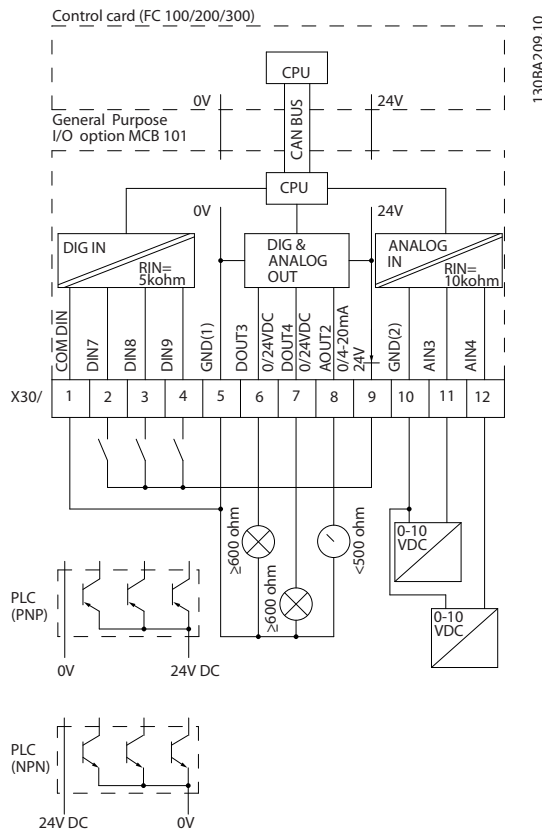 Control card (FC 100/200/300)
130BA209.10
CPU
0V
24V
General Purpose
I/O option MCB 101
CAN BUS
CPU
0V
24V
DIG IN
RIN=
5kohm
DIG &
ANALOG
OUT
ANALOG
IN
RIN=
10kohm
COM DIN
DIN7
DIN8
DIN9
GND(1)
DOUT3
0/24VDC
DOUT4
0/24VDC
AOUT2
0/4-20mA
24V
GND(2)
AIN3
AIN4
X30/
1
2
3
4
5
6
7
8
9
10
11
12
≥600 ohm
≥600 ohm
<500 ohm
0-10
VDC
0-10
VDC
PLC
(PNP)
0V
24V DC
PLC
(NPN)
24V DC
0V